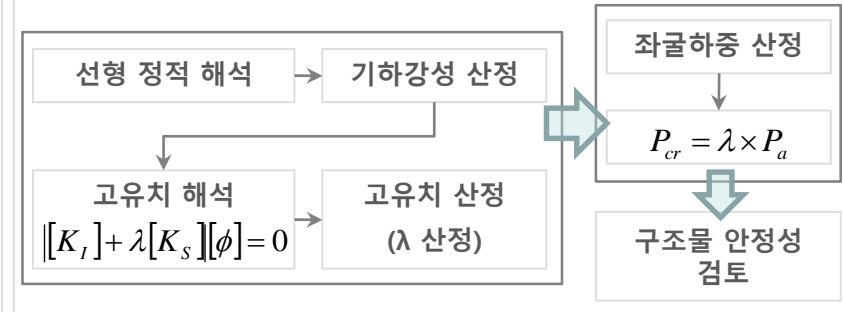 선형 정적 해석
기하강성 산정
고유치 해석
|[K_I]+λ[K_S]|[ϕ]=0
고유치 산정
(λ 산정)
좌굴하중 산정
P_cr = λ×P_a
구조물 안정성
검토